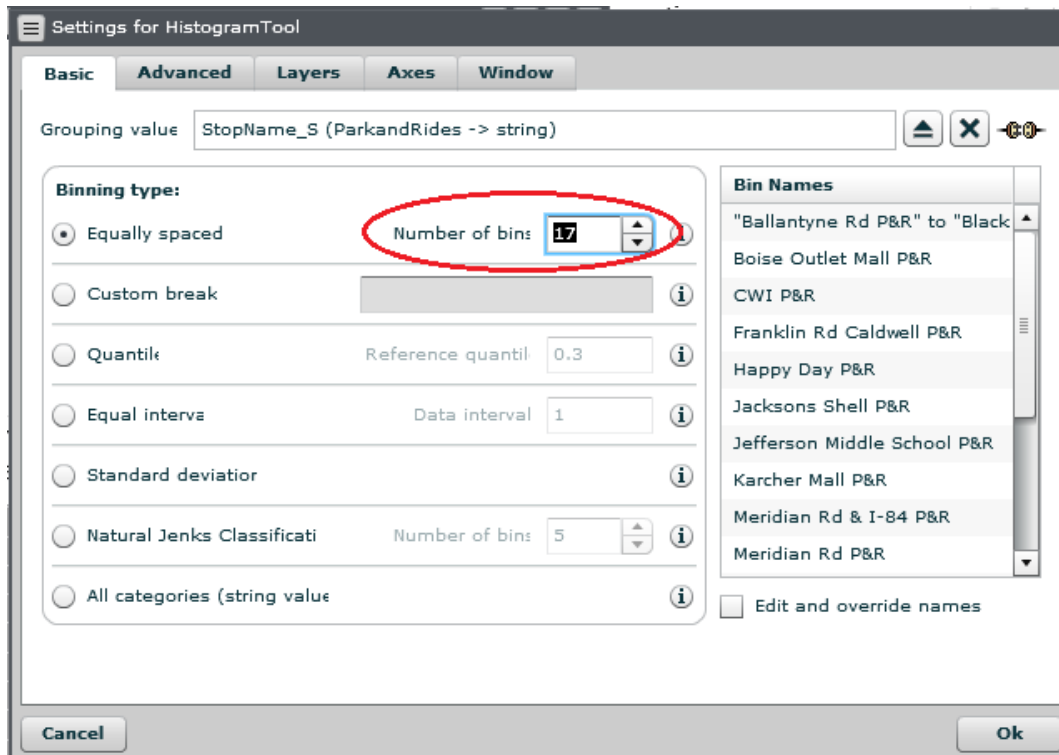 Settings for HistogramTool
Basic Advanced Layers Axes Window
Grouping value StopName_S (ParkandRides -> string)
Binning type:
Equally spaced Number of bins 17
Custom break
Quantile Reference quantil 0.3
Equal interva Data interval 1
Standard deviation
Natural Jenks Classificati Number of bins 5
All categories (string value
Bin Names
"Ballantyne Rd P&R" to "Black
Boise Outlet Mall P&R
CWI P&R
Franklin Rd Caldwell P&R
Happy Day P&R
Jacksons Shell P&R
Jefferson Middle School P&R
Karcher Mall P&R
Meridian Rd & I-84 P&R
Meridian Rd P&R
Edit and override names
Cancel Ok